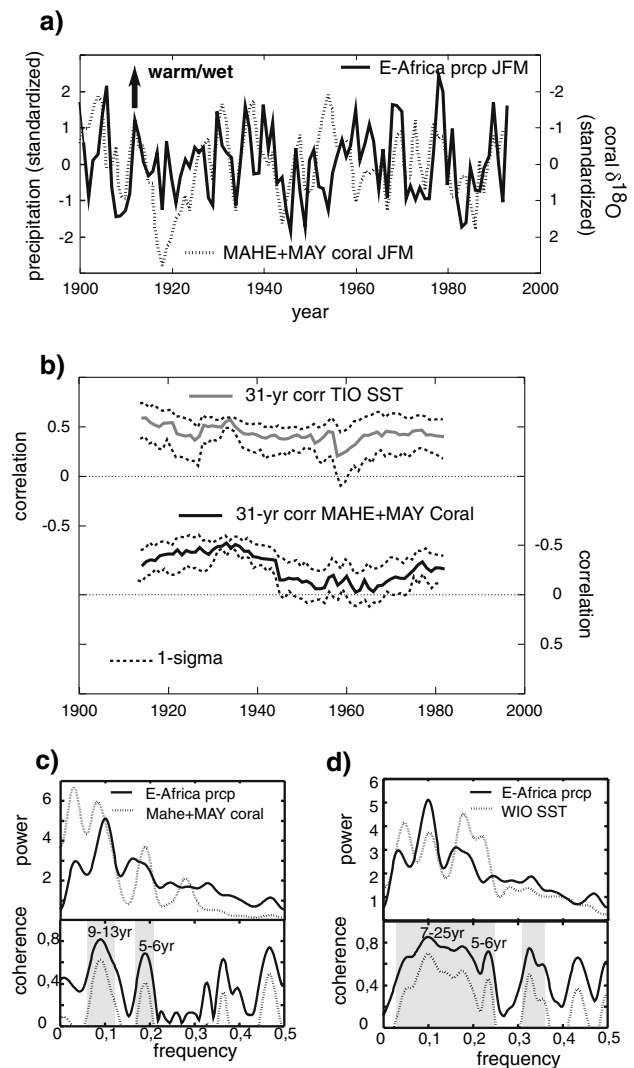 a)
warm/wet
E-Africa prcp JFM
precipitation (standardized)
2
1
0
-1
-2
-2
-1
0
1
2
coral δ18O
(standardized)
MAHE+MAY coral JFM
1900 1920 1940 1960 1980 2000
year
b)
31-yr corr TIO SST
correlation
0.5
0
-0.5
31-yr corr MAHE+MAY Coral
-0.5
0
0.5
correlation
1-sigma
1900 1920 1940 1960 1980 2000
c)
E-Africa prcp
Mahe+MAY coral
power
6
4
2
9-13yr
5-6yr
coherence
0,8
0,4
0
0 0,1 0,2 0,3 0,4 0,5
frequency
d)
E-Africa prcp
WIO SST
power
6
5
4
3
2
1
7-25yr
5-6yr
coherence
0,8
0,4
0
0 0,1 0,2 0,3 0,4 0,5
frequency